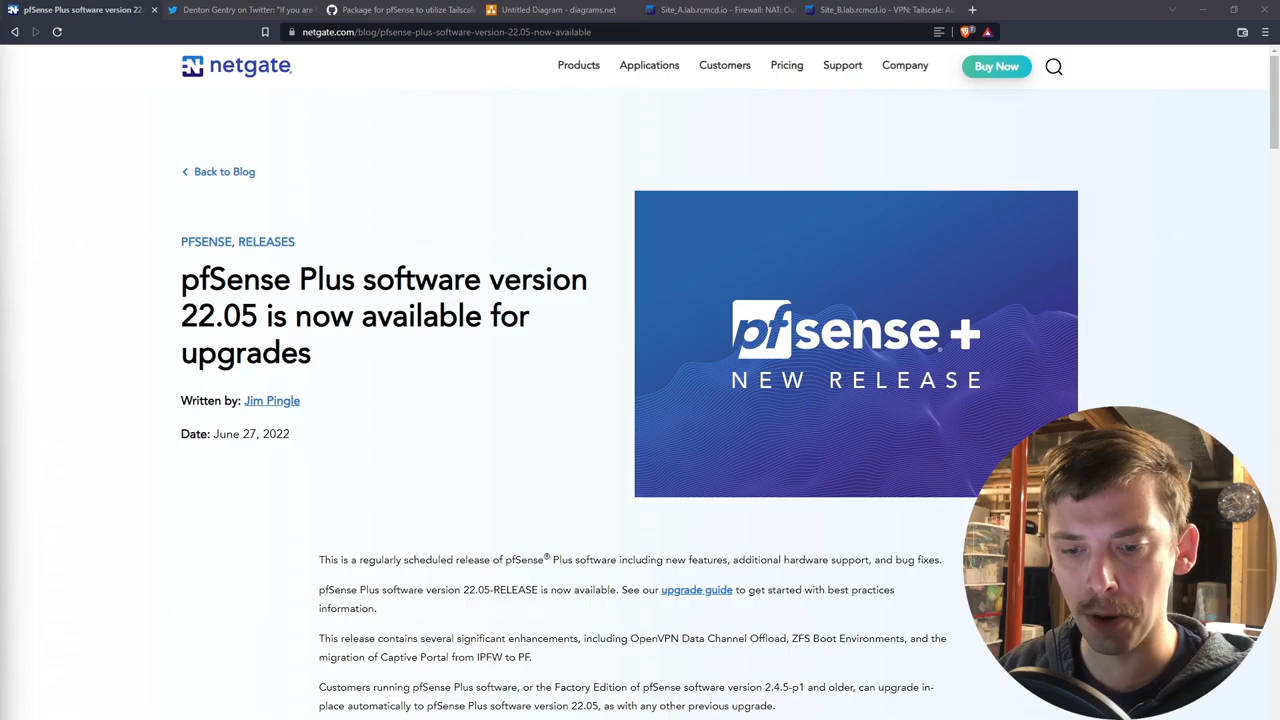 pfSense Plus software version 22.
Denton Gentry on Twitter: "If you are f
Package for pfSense to utilize Tailsca
Untitled Diagram - diagrams.net
Site_A.lab.rcmcd.io - Firewall: NAT: Ou
Site_B.lab.rcmcd.io - VPN: Tailscale: Au
netgate.com/blog/pfsense-plus-software-version-22.05-now-available
netgate
Products
Applications
Customers
Pricing
Support
Company
Buy Now
Back to Blog
PFSENSE, RELEASES
pfSense Plus software version
22.05 is now available for
upgrades
Written by: Jim Pingle
Date: June 27, 2022
pfsense +
NEW RELEASE
This is a regularly scheduled release of pfSense® Plus software including new features, additional hardware support, and bug fixes.
pfSense Plus software version 22.05-RELEASE is now available. See our upgrade guide to get started with best practices
information.
This release contains several significant enhancements, including OpenVPN Data Channel Offload, ZFS Boot Environments, and the
migration of Captive Portal from IPFW to PF.
Customers running pfSense Plus software, or the Factory Edition of pfSense software version 2.4.5-p1 and older, can upgrade in-
place automatically to pfSense Plus software version 22.05, as with any other previous upgrade.